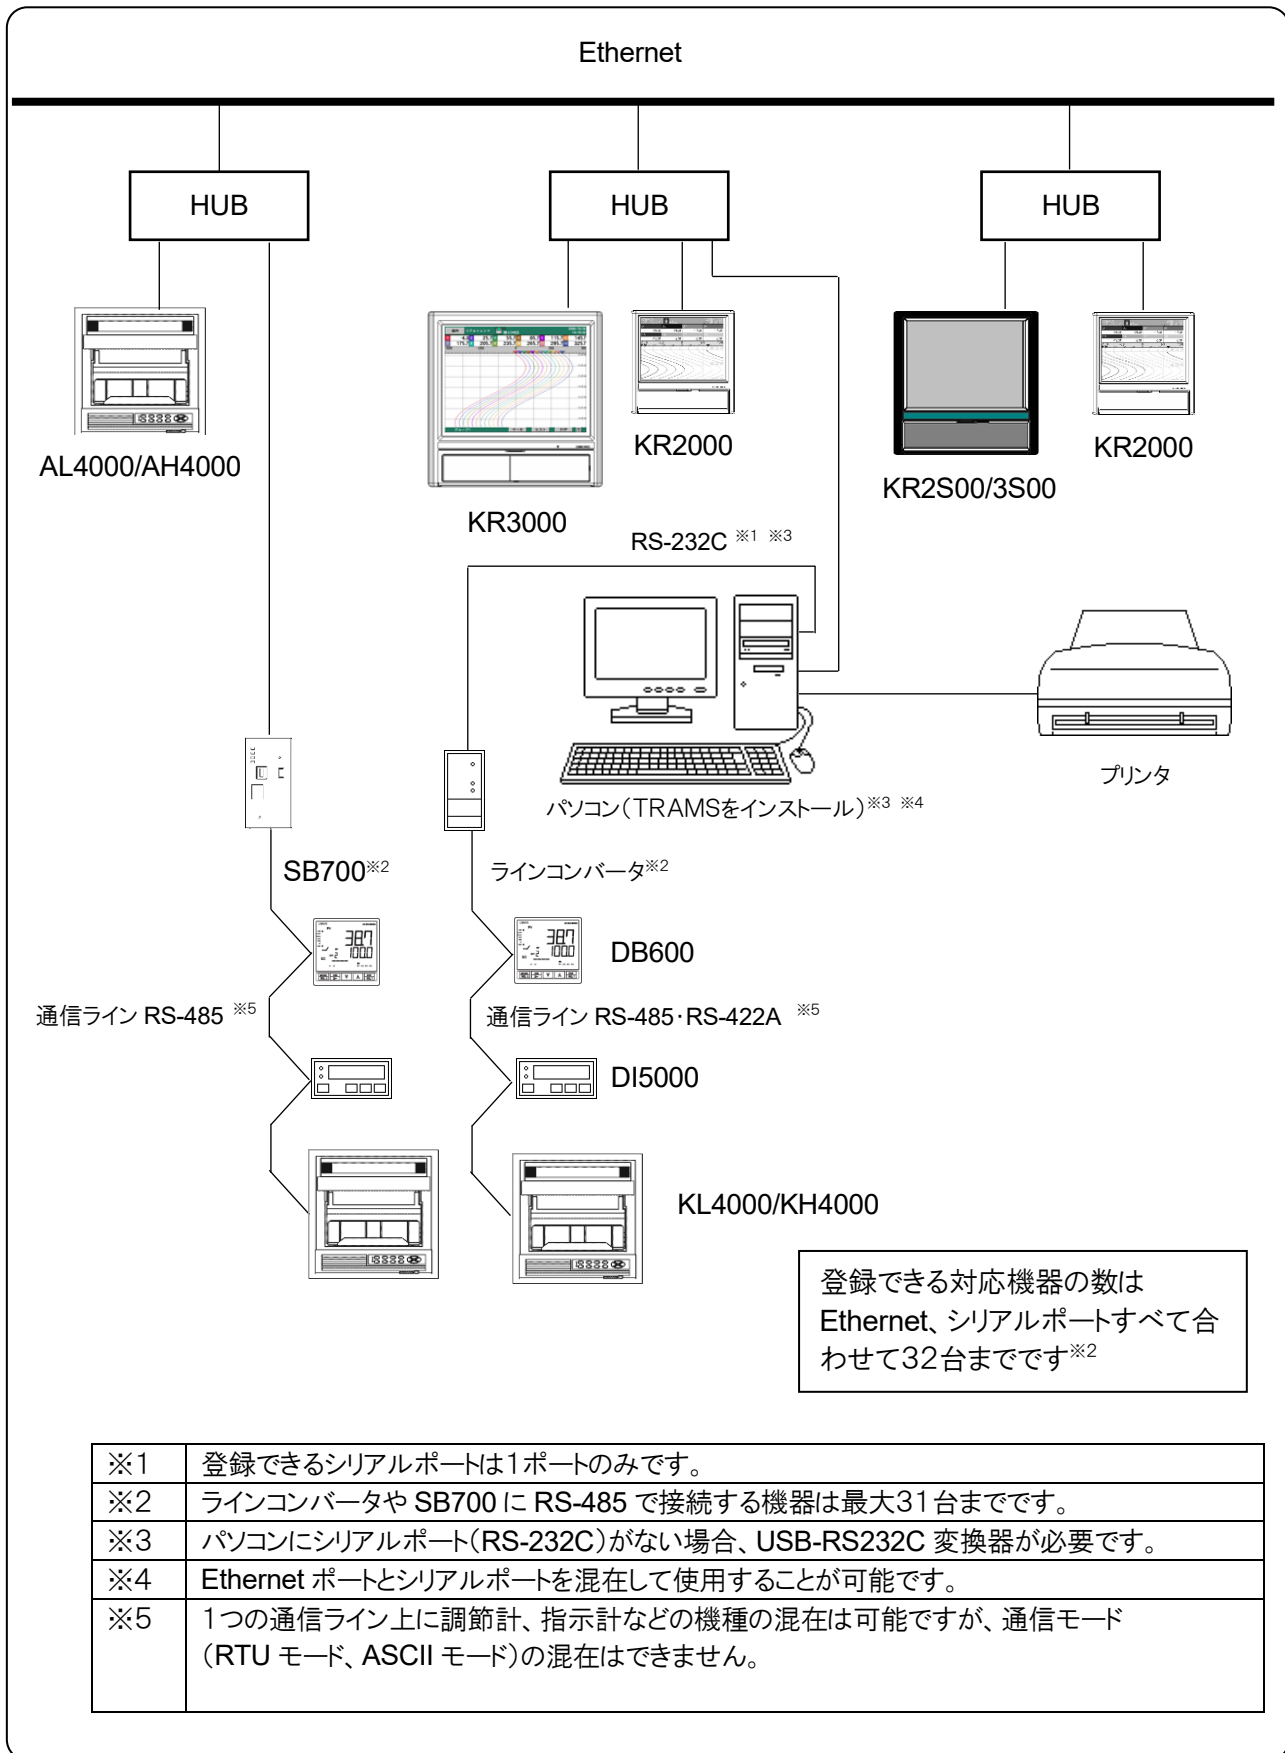 Ethernet
HUB
HUB
HUB
AL4000/AH4000
KR3000
KR2000
KR2S00/3S00
KR2000
RS-232C ※1 ※3
プリンタ
パソコン（TRAMSをインストール）※3 ※4
SB700※2
ラインコンバータ※2
DB600
通信ライン RS-485 ※5
通信ライン RS-485･RS-422A ※5
DI5000
KL4000/KH4000
登録できる対応機器の数は
Ethernet、シリアルポートすべて合
わせて３２台までです※2
※１ 登録できるシリアルポートは１ポートのみです。
※２ ラインコンバータや SB700 に RS-485 で接続する機器は最大３１台までです。
※３ パソコンにシリアルポート（RS-232C）がない場合、USB-RS232C 変換器が必要です。
※４ Ethernet ポートとシリアルポートを混在して使用することが可能です。
※５ １つの通信ライン上に調節計、指示計などの機種の混在は可能ですが、通信モード
（RTU モード、ASCII モード）の混在はできません。